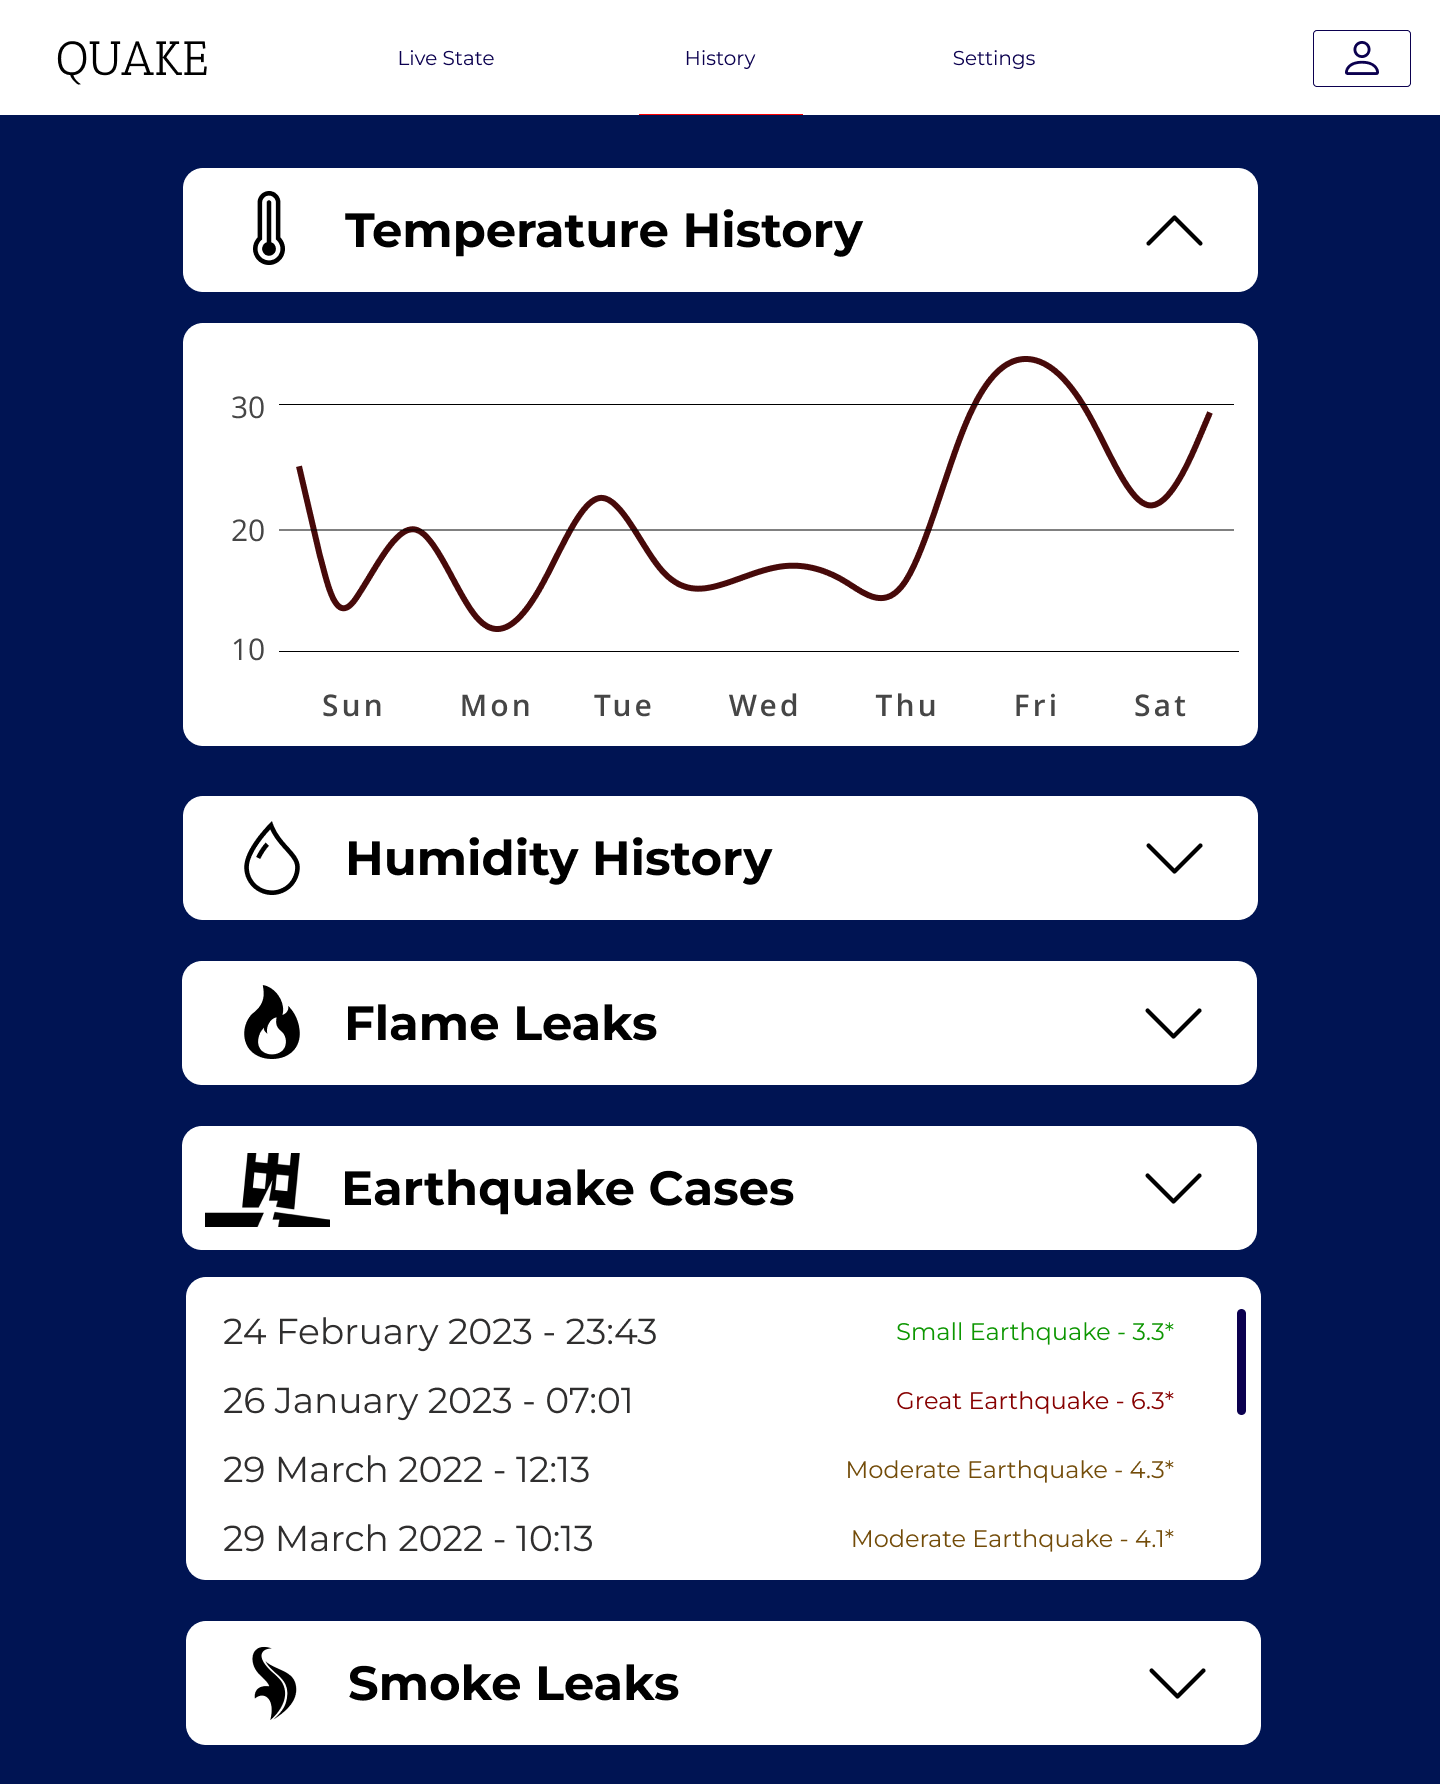 QUAKE
Live State
History
Settings
Temperature History
30
20
10
Sun Mon Tue Wed Thu Fri Sat
Humidity History
Flame Leaks
Earthquake Cases
24 February 2023 - 23:43 Small Earthquake - 3.3*
26 January 2023 - 07:01 Great Earthquake - 6.3*
29 March 2022 - 12:13 Moderate Earthquake - 4.3*
29 March 2022 - 10:13 Moderate Earthquake - 4.1*
Smoke Leaks